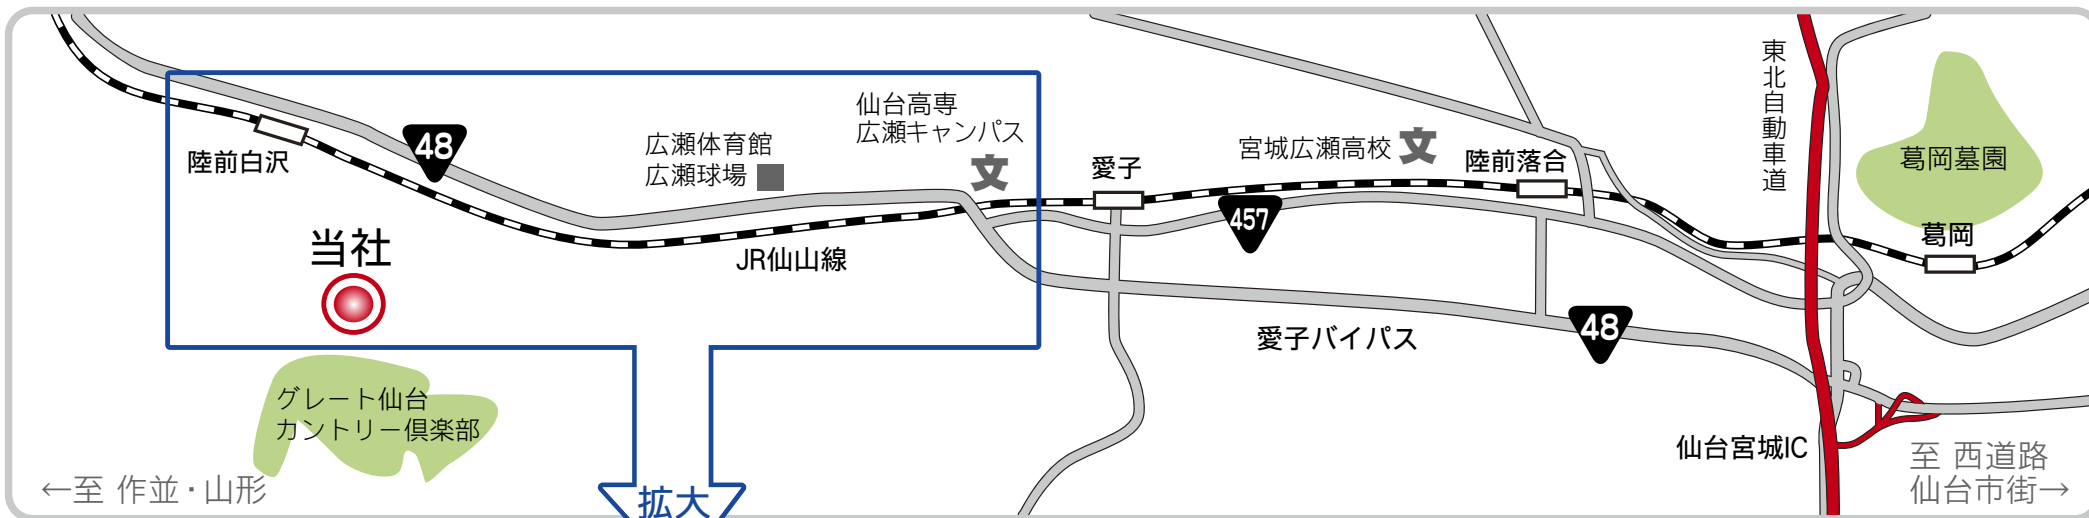 陸前白沢
48
広瀬体育館
広瀬球場
仙台高専
広瀬キャンパス
文
愛子
宮城広瀬高校
文
陸前落合
東北自動車道
葛岡墓園
葛岡
457
JR仙山線
当社
愛子バイパス
48
グレート仙台
カントリー倶楽部
仙台宮城IC
←至 作並・山形
拡大
至 西道路
仙台市街→